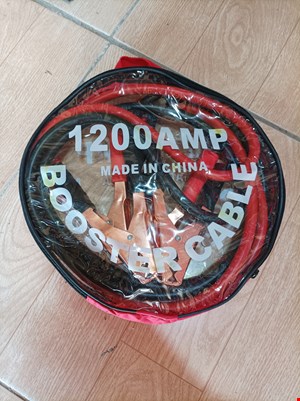 1200AMP
MADE IN CHINA
BOOSTER CABLE